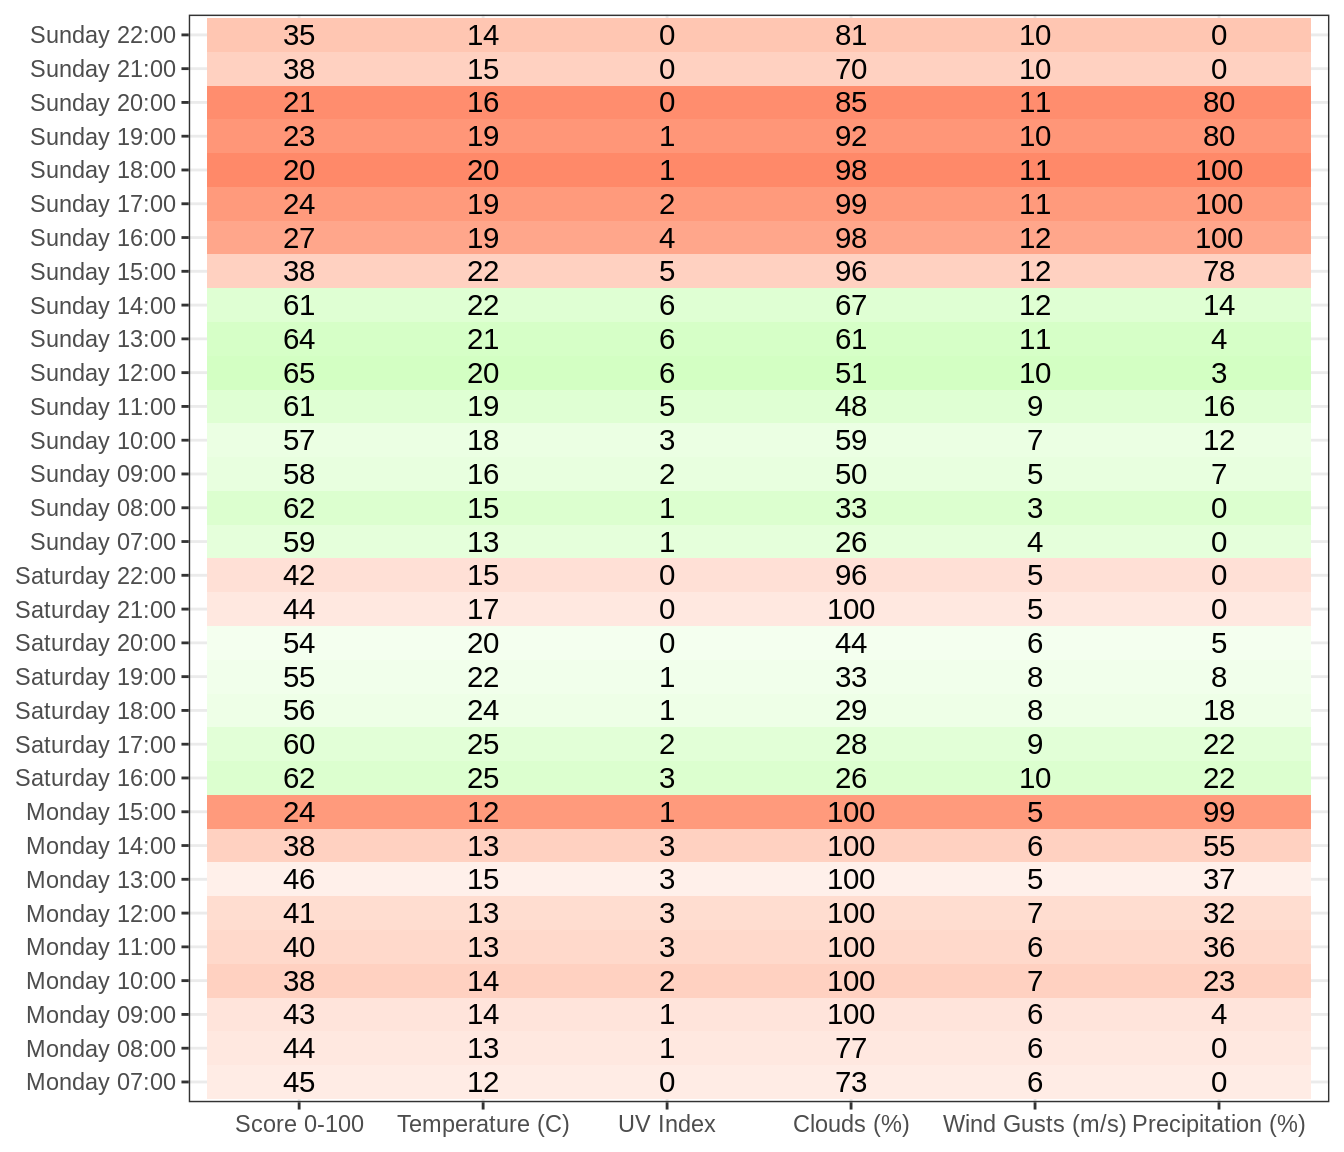 Sunday 22:00 35 14 0 81 10 0
Sunday 21:00 38 15 0 70 10 0
Sunday 20:00 21 16 0 85 11 80
Sunday 19:00 23 19 1 92 10 80
Sunday 18:00 20 20 1 98 11 100
Sunday 17:00 24 19 2 99 11 100
Sunday 16:00 27 19 4 98 12 100
Sunday 15:00 38 22 5 96 12 78
Sunday 14:00 61 22 6 67 12 14
Sunday 13:00 64 21 6 61 11 4
Sunday 12:00 65 20 6 51 10 3
Sunday 11:00 61 19 5 48 9 16
Sunday 10:00 57 18 3 59 7 12
Sunday 09:00 58 16 2 50 5 7
Sunday 08:00 62 15 1 33 3 0
Sunday 07:00 59 13 1 26 4 0
Saturday 22:00 42 15 0 96 5 0
Saturday 21:00 44 17 0 100 5 0
Saturday 20:00 54 20 0 44 6 5
Saturday 19:00 55 22 1 33 8 8
Saturday 18:00 56 24 1 29 8 18
Saturday 17:00 60 25 2 28 9 22
Saturday 16:00 62 25 3 26 10 22
Monday 15:00 24 12 1 100 5 99
Monday 14:00 38 13 3 100 6 55
Monday 13:00 46 15 3 100 5 37
Monday 12:00 41 13 3 100 7 32
Monday 11:00 40 13 3 100 6 36
Monday 10:00 38 14 2 100 7 23
Monday 09:00 43 14 1 100 6 4
Monday 08:00 44 13 1 77 6 0
Monday 07:00 45 12 0 73 6 0
Score 0-100 Temperature (C) UV Index Clouds (%) Wind Gusts (m/s) Precipitation (%)